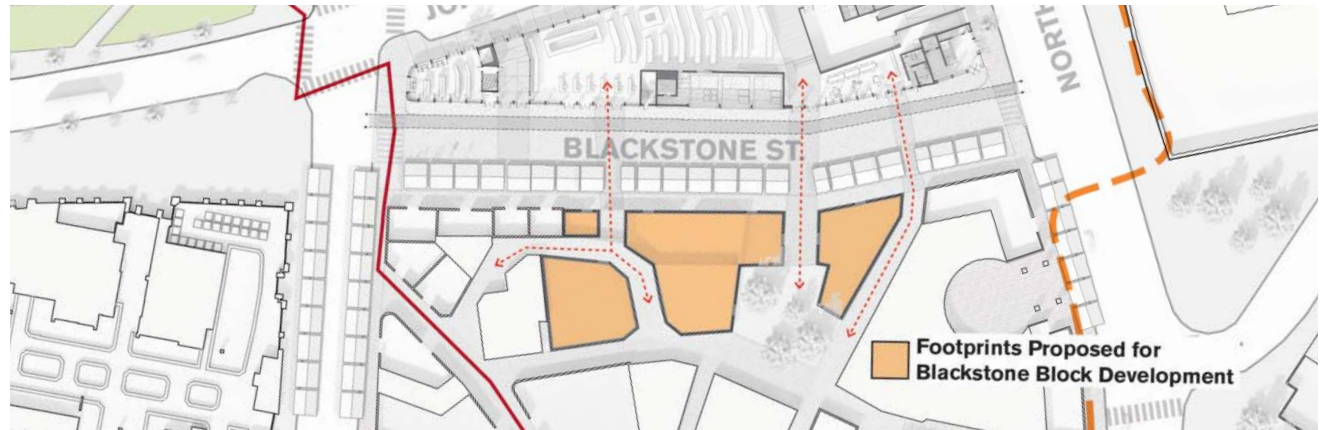 NORTH
BLACKSTONE ST.
Footprints Proposed for
Blackstone Block Development